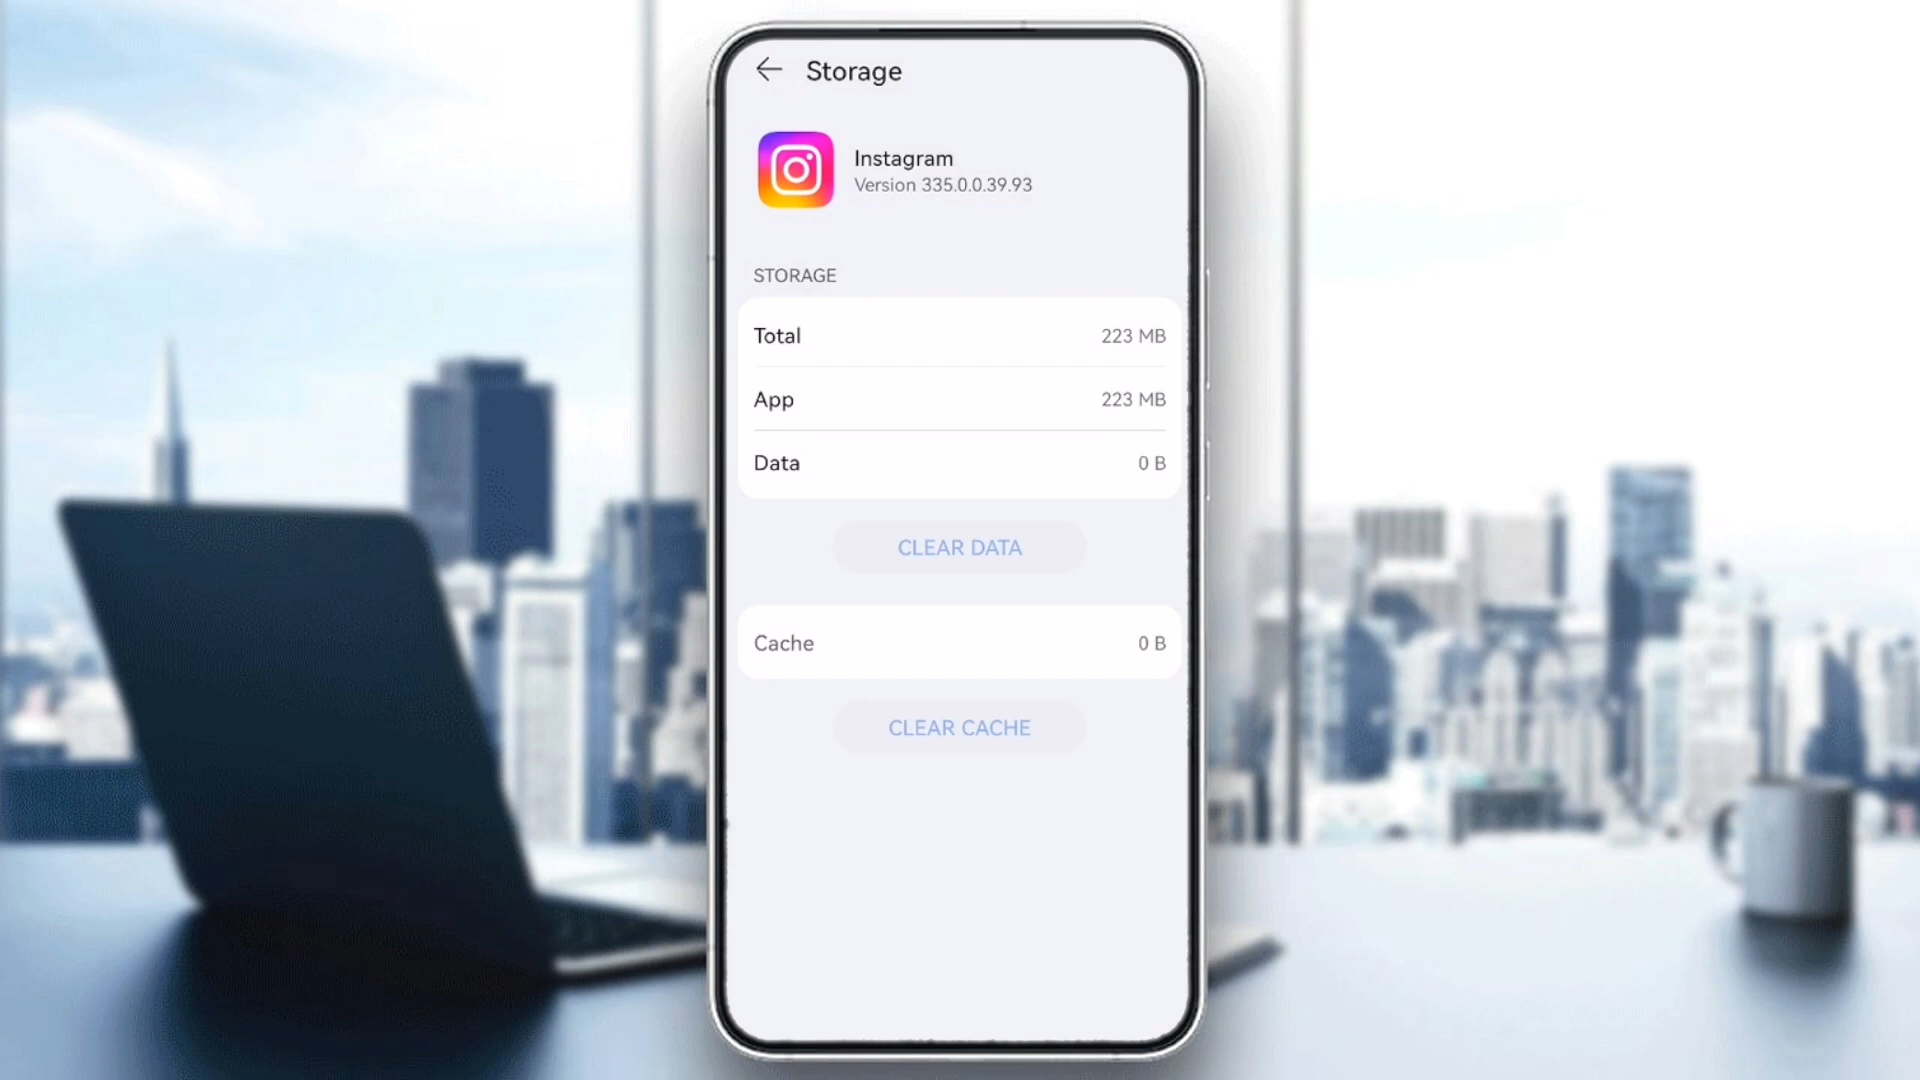 Storage
Instagram
Version 335.0.0.39.93
STORAGE
Total 223 MB
App 223 MB
Data 0 B
CLEAR DATA
Cache 0 B
CLEAR CACHE